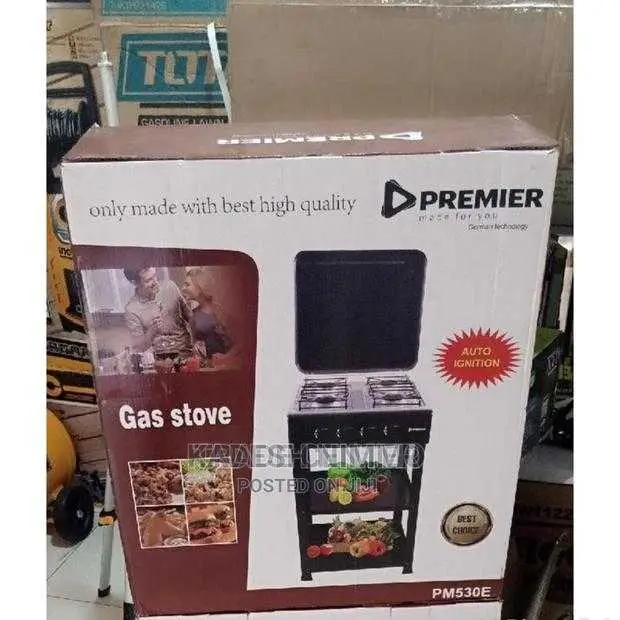 GASOLINE LAWN
PREMIER
only made with best high quality
PREMIER
made for you
German technology
AUTO
IGNITION
Gas stove
POSTED ON JIJI
BEST
CHOICE
PM530E